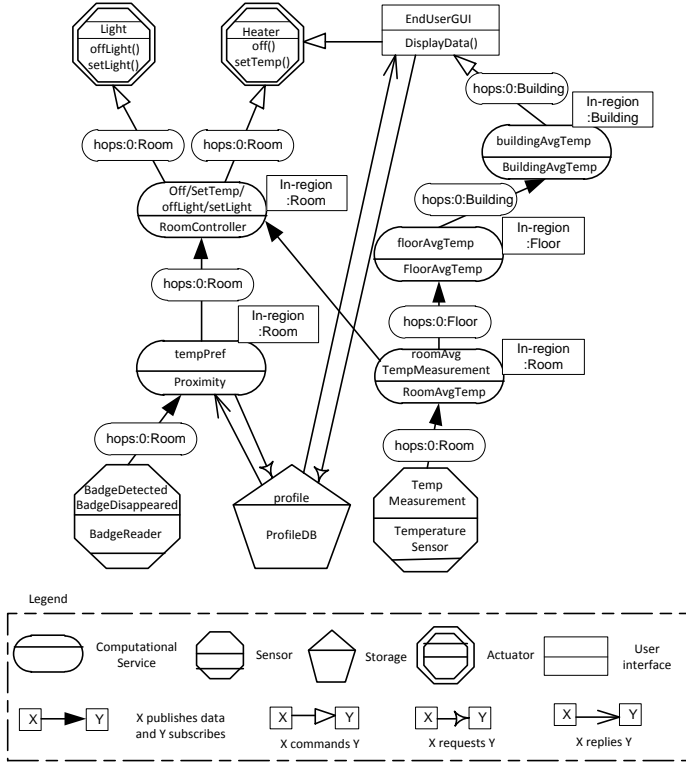 Light
offLight()
setLight()
Heater
off()
setTemp()
EndUserGUI
DisplayData()
hops:0:Building
In-region
:Building
buildingAvgTemp
BuildingAvgTemp
hops:0:Room
hops:0:Room
Off/SetTemp/
offLight/setLight
RoomController
In-region
:Room
hops:0:Building
floorAvgTemp
FloorAvgTemp
In-region
:Floor
hops:0:Room
hops:0:Floor
In-region
:Room
tempPref
Proximity
roomAvg
TempMeasurement
RoomAvgTemp
In-region
:Room
hops:0:Room
hops:0:Room
BadgeDetected
BadgeDisappeared
BadgeReader
profile
ProfileDB
Temp
Measurement
Temperature
Sensor
Legend
Computational
Service
Sensor
Storage
Actuator
User
interface
X
Y
X publishes data
and Y subscribes
X
Y
X commands Y
X
Y
X requests Y
X
Y
X replies Y